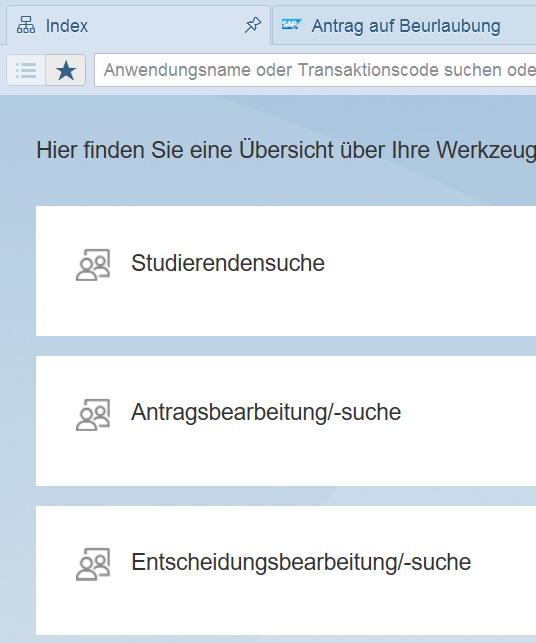 Index
SAP Antrag auf Beurlaubung
Anwendungsname oder Transaktionscode suchen ode
Hier finden Sie eine Übersicht über Ihre Werkzeug
Studierendensuche
Antragsbearbeitung/-suche
Entscheidungsbearbeitung/-suche